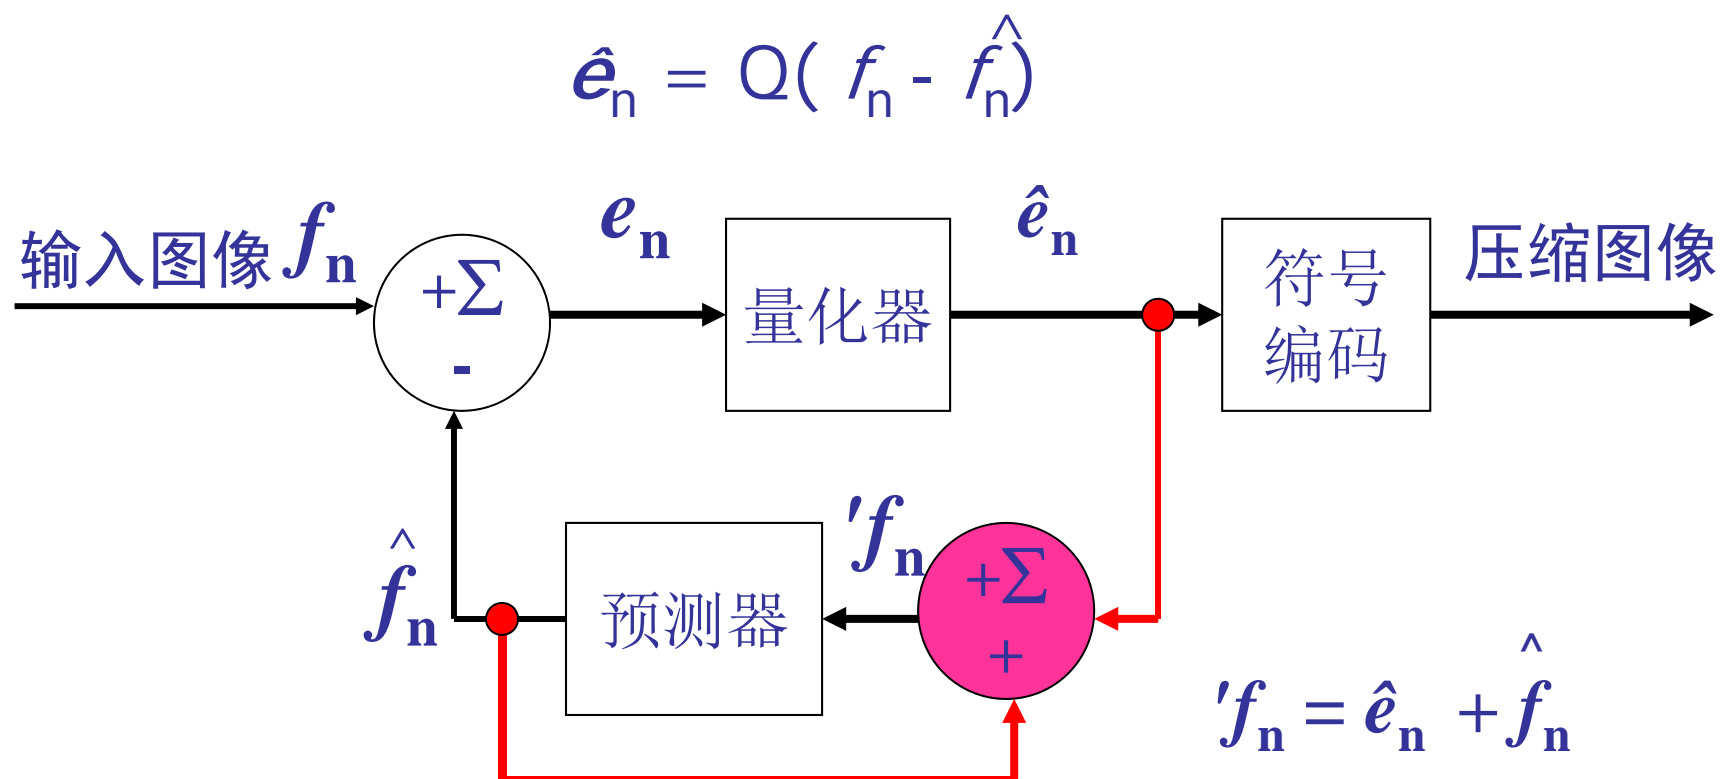 ê̂n = Q( fn - f̂n)
输入图像 fn
en
ên
压缩图像
+Σ
-
量化器
符号
编码
f̂n
预测器
'fn
+Σ
+
'fn = ên + f̂n